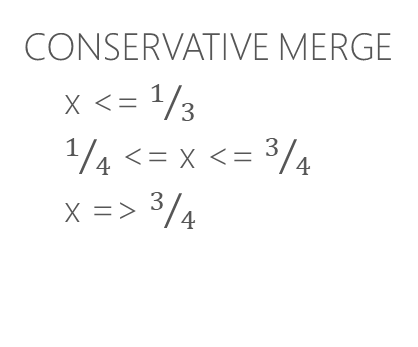 CONSERVATIVE MERGE
x <= 1/3
1/4 <= x <= 3/4
x => 3/4